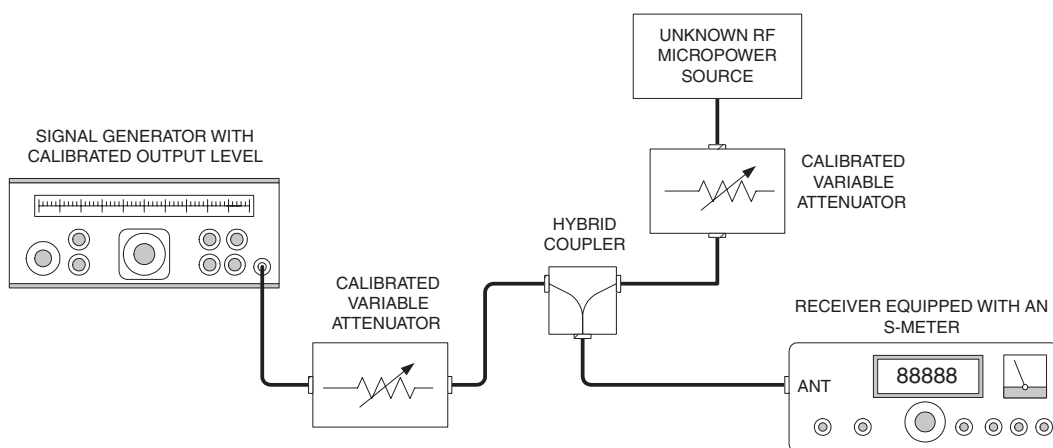 UNKNOWN RF
MICROPOWER
SOURCE
SIGNAL GENERATOR WITH
CALIBRATED OUTPUT LEVEL
CALIBRATED
VARIABLE
ATTENUATOR
HYBRID
COUPLER
CALIBRATED
VARIABLE
ATTENUATOR
RECEIVER EQUIPPED WITH AN
S-METER
ANT
88888